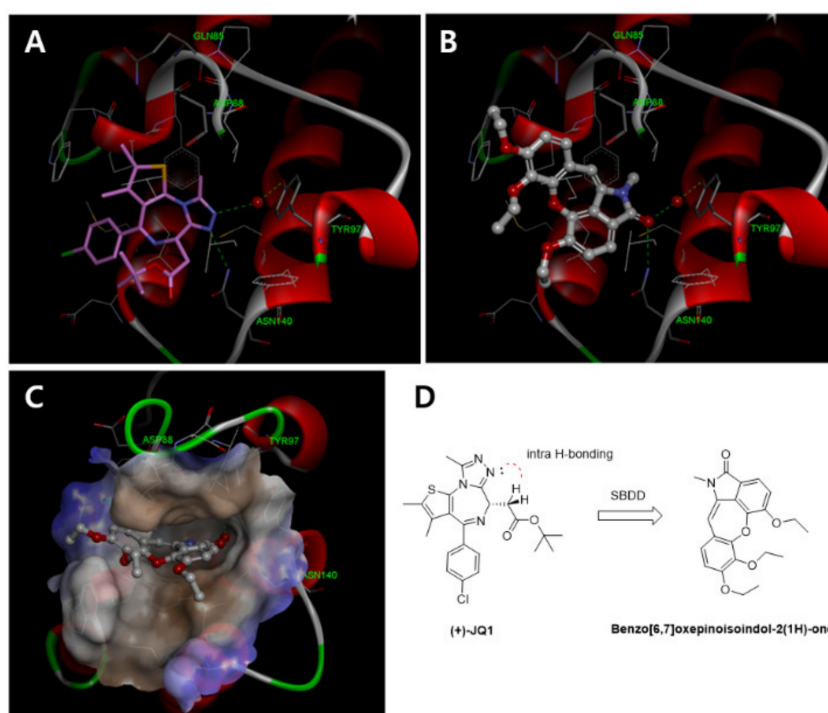 A
GLN85
ASP88
TYR97
ASN140
B
GLN85
ASP88
TYR97
ASN140
C
ASP88
TYR97
ASN140
D
intra H-bonding
N
N
N
S
N
H
H
O
O
Cl
(+)-JQ1
SBDD
O
N
O
O
O
O
Benzo[6,7]oxepinoisoindol-2(1H)-one